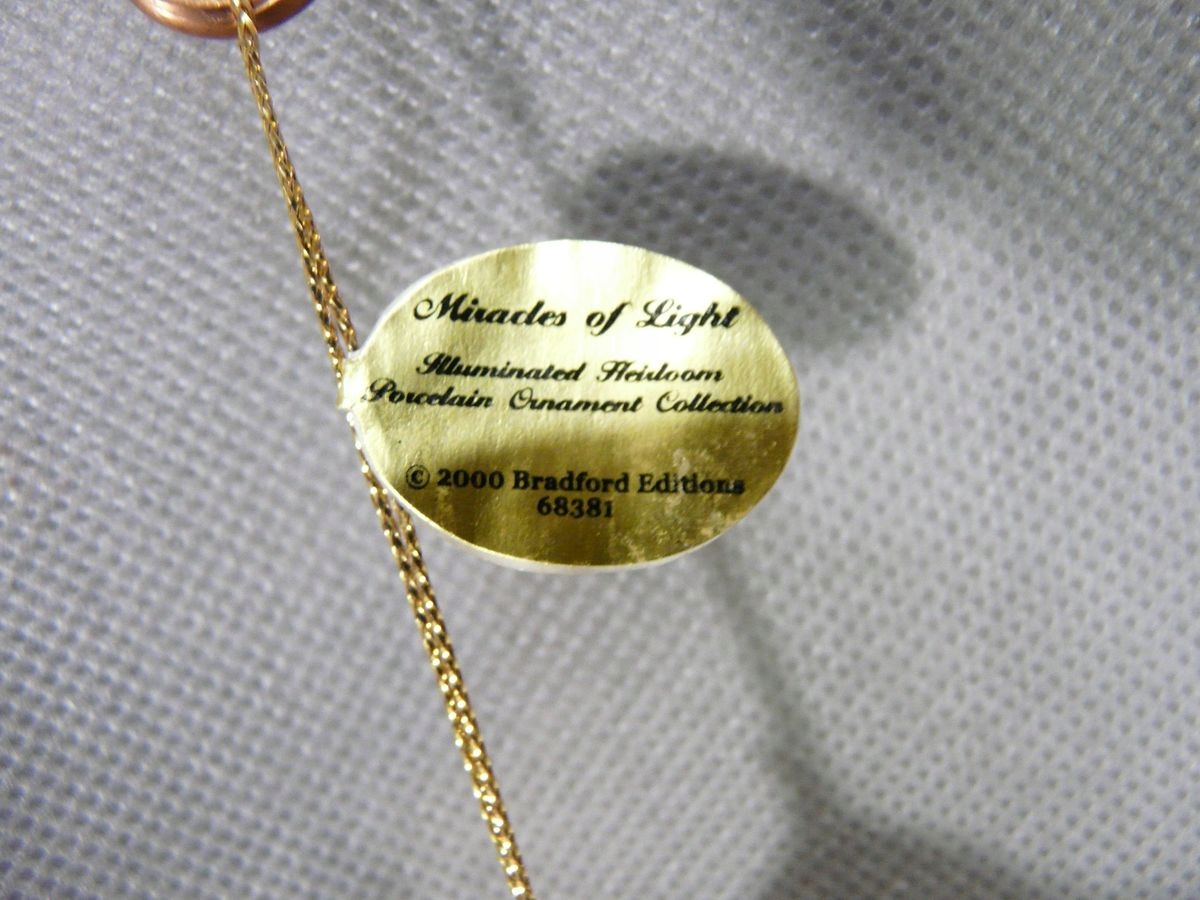 Miracles of Light
Illuminated Heirloom
Porcelain Ornament Collection
© 2000 Bradford Editions
68381